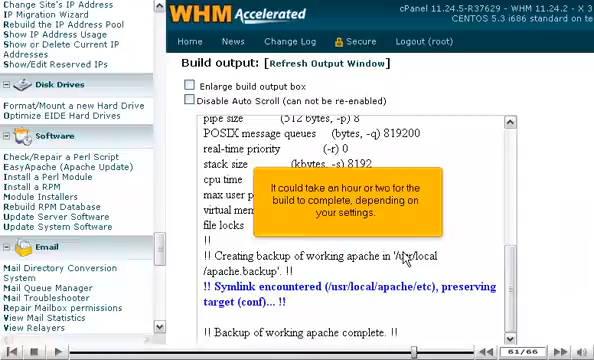 Change Site's IP Address
IP Migration Wizard
Rebuild the IP Address Pool
Show IP Address Usage
Show or Delete Current IP
Addresses
Show/Edit Reserved IPs
Disk Drives
Format/Mount a new Hard Drive
Optimize EIDE Hard Drives
Software
Check/Repair a Perl Script
EasyApache (Apache Update)
Install a Perl Module
Install a RPM
Module Installers
Rebuild RPM Database
Update Server Software
Update System Software
Email
Mail Directory Conversion
System
Mail Queue Manager
Mail Troubleshooter
Repair Mailbox permissions
View Mail Statistics
View Relayers
WHM Accelerated
cPanel 11.24.5-R37629 - WHM 11.24.2 - X 3
CENTOS 5.3 i686 standard on
Home News Change Log Secure Logout (root)
Build output: [Refresh Output Window]
Enlarge build output box
Disable Auto Scroll (can not be re-enabled)
pipe size (512 bytes, -p) 8
POSIX message queues (bytes, -q) 819200
real-time priority (-r) 0
stack size (kbytes, -s) 8192
cpu time
max user
virtual
file locks
!!
It could take an hour or two for the
build to complete, depending on
your settings.
!! Creating backup of working apache in '/usr/local
/apache.backup'. !!
!! Symlink encountered (/usr/local/apache/etc), preserving
target (conf)... !!
!! Backup of working apache complete. !!
61/66